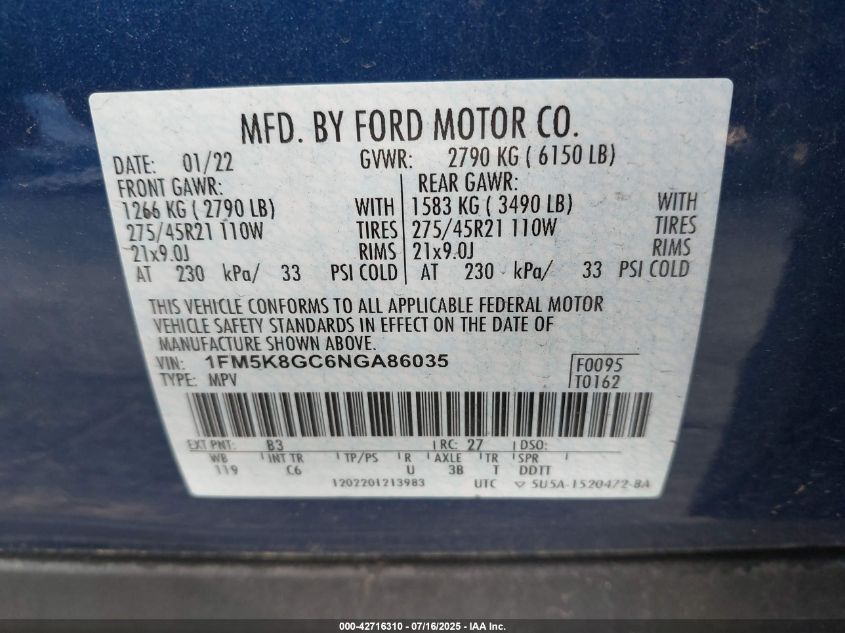 MFD. BY FORD MOTOR CO.
DATE: 01/22 GVWR: 2790 KG ( 6150 LB)
FRONT GAWR: REAR GAWR:
1266 KG ( 2790 LB) WITH 1583 KG ( 3490 LB) WITH
275/45R21 110W TIRES 275/45R21 110W TIRES
21x9.0J RIMS 21x9.0J RIMS
AT 230 kPa/ 33 PSI COLD AT 230 kPa/ 33 PSI COLD
THIS VEHICLE CONFORMS TO ALL APPLICABLE FEDERAL MOTOR
VEHICLE SAFETY STANDARDS IN EFFECT ON THE DATE OF
MANUFACTURE SHOWN ABOVE.
VIN: 1FM5K8GC6NGA86035 F0095
TYPE: MPV T0162
EXT PNT: B3 RC: 27 DSO:
WB INT TR TP/PS R AXLE TR SPR
119 C6 U 3B T DDTT
1202201213983 UTC ▽ 5U5A-1520472-BA
000-42716310 - 07/16/2025 - IAA Inc.